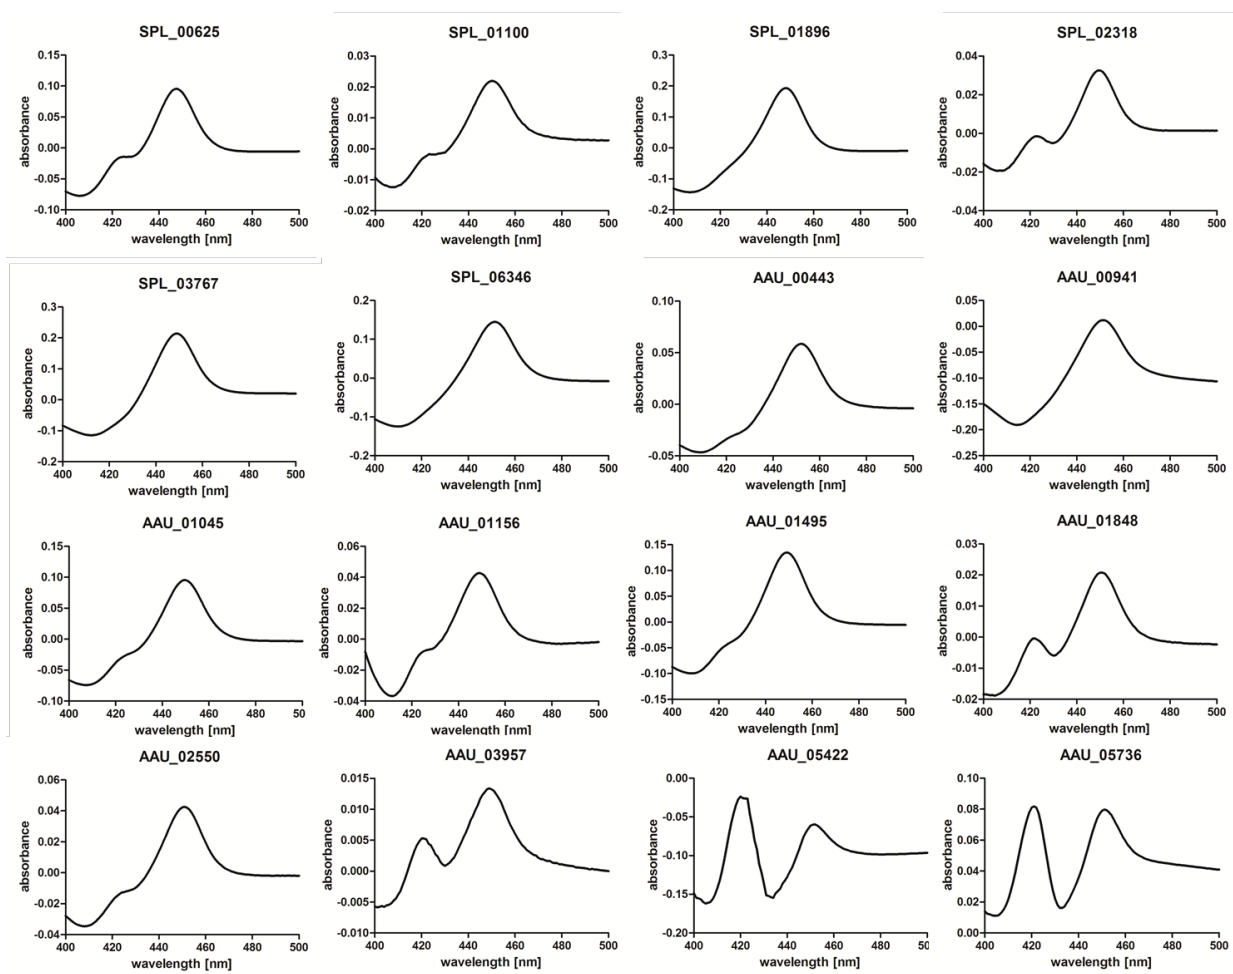 SPL_00625
SPL_01100
SPL_01896
SPL_02318
absorbance
0.15
0.10
0.05
0.00
-0.05
-0.10
400 420 440 460 480 500
wavelength [nm]
absorbance
0.03
0.02
0.01
0.00
-0.01
-0.02
400 420 440 460 480 500
wavelength [nm]
absorbance
0.3
0.2
0.1
0.0
-0.1
-0.2
400 420 440 460 480 500
wavelength [nm]
absorbance
0.04
0.02
0.00
-0.02
-0.04
400 420 440 460 480 500
wavelength [nm]
SPL_03767
SPL_06346
AAU_00443
AAU_00941
absorbance
0.3
0.2
0.1
0.0
-0.1
-0.2
400 420 440 460 480 500
wavelength [nm]
absorbance
0.2
0.1
0.0
-0.1
-0.2
400 420 440 460 480 500
wavelength [nm]
absorbance
0.10
0.05
0.00
-0.05
400 420 440 460 480 500
wavelength [nm]
absorbance
0.05
0.00
-0.05
-0.10
-0.15
-0.20
-0.25
400 420 440 460 480 500
wavelength [nm]
AAU_01045
AAU_01156
AAU_01495
AAU_01848
absorbance
0.15
0.10
0.05
0.00
-0.05
-0.10
400 420 440 460 480 50
wavelength [nm]
absorbance
0.06
0.04
0.02
0.00
-0.02
-0.04
400 420 440 460 480 500
wavelength [nm]
absorbance
0.15
0.10
0.05
0.00
-0.05
-0.10
-0.15
400 420 440 460 480 500
wavelength [nm]
absorbance
0.03
0.02
0.01
0.00
-0.01
-0.02
400 420 440 460 480 500
wavelength [nm]
AAU_02550
AAU_03957
AAU_05422
AAU_05736
absorbance
0.06
0.04
0.02
0.00
-0.02
-0.04
400 420 440 460 480 500
wavelength [nm]
absorbance
0.015
0.010
0.005
0.000
-0.005
-0.010
400 420 440 460 480 500
wavelength [nm]
absorbance
0.00
-0.05
-0.10
-0.15
-0.20
400 420 440 460 480 50
wavelength [nm]
absorbance
0.10
0.08
0.06
0.04
0.02
0.00
400 420 440 460 480 500
wavelength [nm]